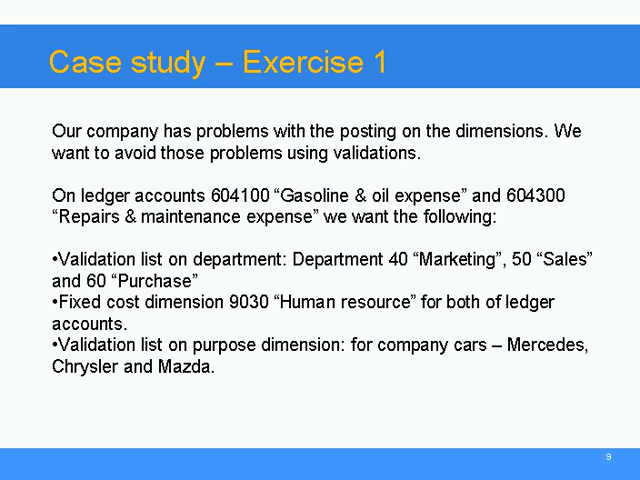 Case study – Exercise 1
Our company has problems with the posting on the dimensions. We
want to avoid those problems using validations.
On ledger accounts 604100 “Gasoline & oil expense” and 604300
“Repairs & maintenance expense” we want the following:
•Validation list on department: Department 40 “Marketing”, 50 “Sales”
and 60 “Purchase”
•Fixed cost dimension 9030 “Human resource” for both of ledger
accounts.
•Validation list on purpose dimension: for company cars – Mercedes,
Chrysler and Mazda.
9